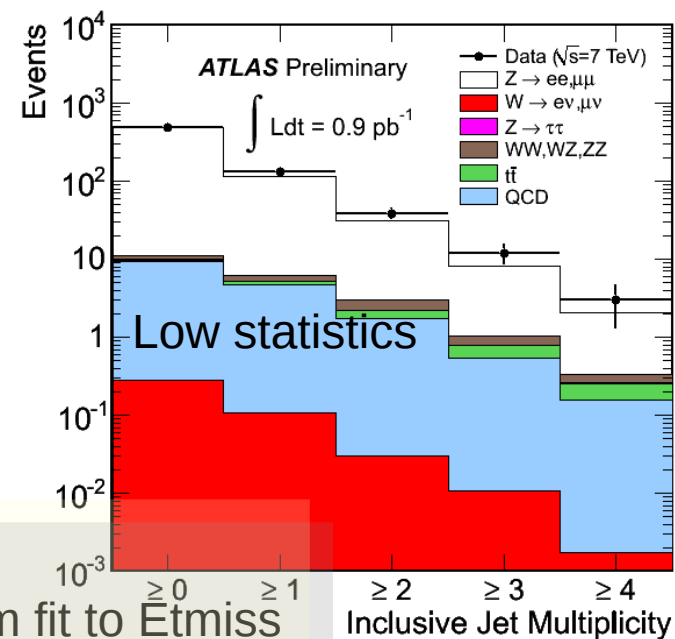 Events
10⁴
10³
10²
10
1
10⁻¹
10⁻²
10⁻³
ATLAS Preliminary
∫ Ldt = 0.9 pb⁻¹
Data (√s=7 TeV)
Z → ee,μμ
W → eν,μν
Z → ττ
WW,WZ,ZZ
tt̄
QCD
Low statistics
≥ 0 ≥ 1 ≥ 2 ≥ 3 ≥ 4
fit to Etmiss
Inclusive Jet Multiplicity